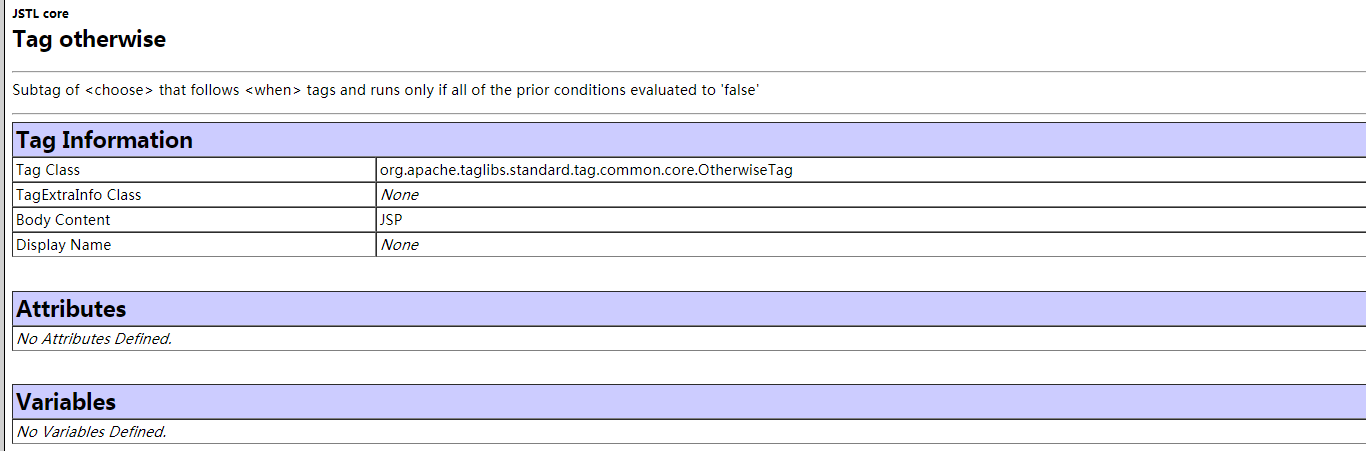 JSTL core
Tag otherwise
Subtag of <choose> that follows <when> tags and runs only if all of the prior conditions evaluated to 'false'
Tag Information
Tag Class org.apache.taglibs.standard.tag.common.core.OtherwiseTag
TagExtraInfo Class None
Body Content JSP
Display Name None
Attributes
No Attributes Defined.
Variables
No Variables Defined.